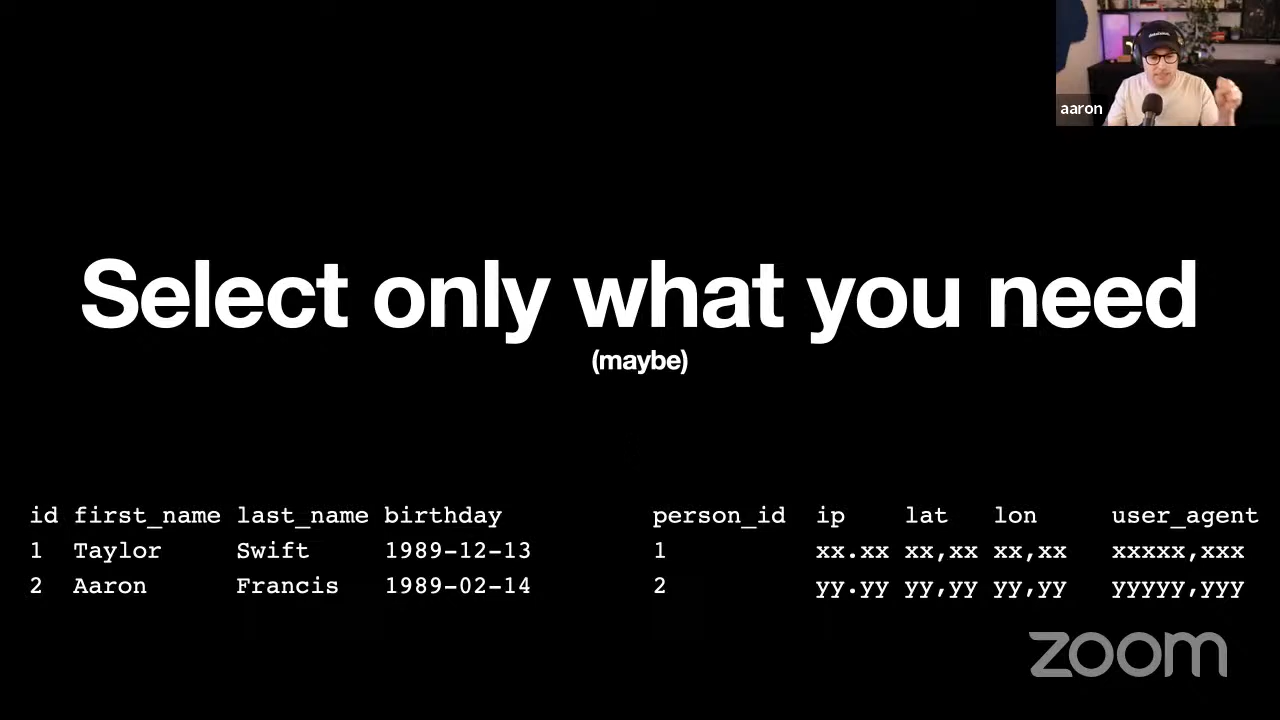 aaron
Select only what you need
(maybe)
id first_name last_name birthday person_id ip lat lon user_agent
1 Taylor Swift 1989-12-13 1 xx.xx xx,xx xx,xx xxxxx,xxx
2 Aaron Francis 1989-02-14 2 yy.yy yy,yy yy,yy yyyyy,yyy
zoom